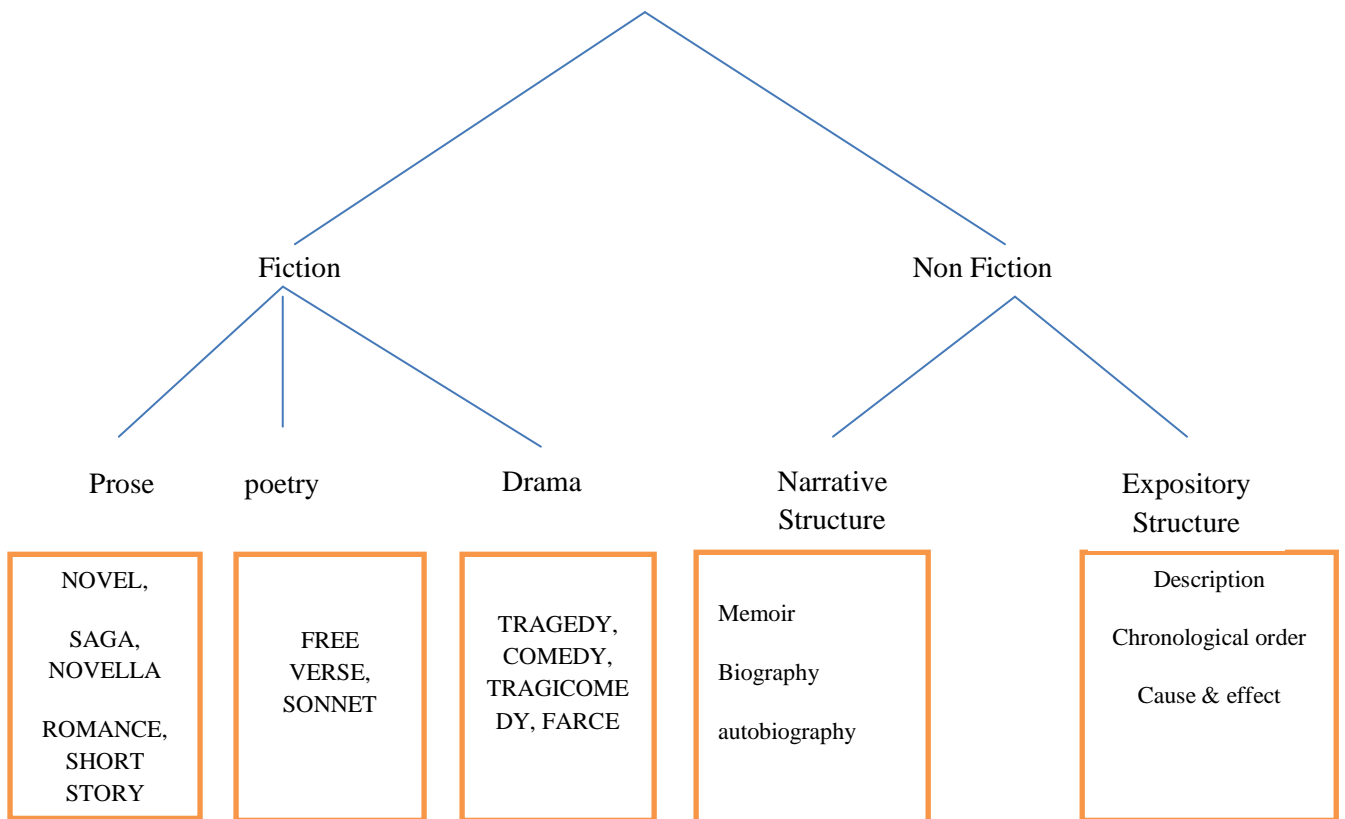 Fiction
Non Fiction
Prose
poetry
Drama
Narrative
Structure
Expository
Structure
NOVEL,
SAGA,
NOVELLA
ROMANCE,
SHORT
STORY
FREE
VERSE,
SONNET
TRAGEDY,
COMEDY,
TRAGICOME
DY, FARCE
Memoir
Biography
autobiography
Description
Chronological order
Cause & effect